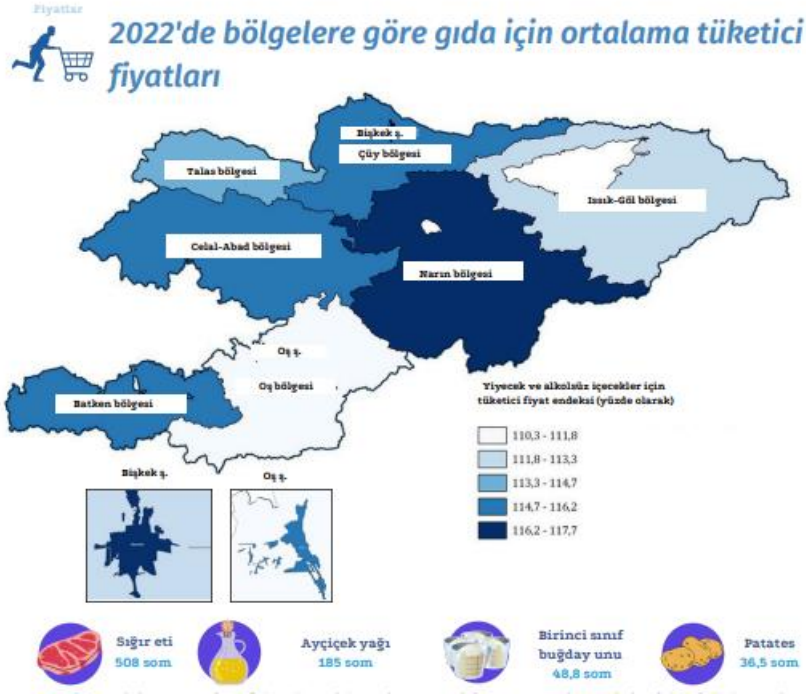 Fiyatlar
2022'de bölgelere göre gıda için ortalama tüketici
fiyatları
Bişkek ş.
Çüy bölgesi
Talas bölgesi
Issık-Göl bölgesi
Celal-Abad bölgesi
Narın bölgesi
Oş ş.
Oş bölgesi
Batken bölgesi
Yiyecek ve alkolsüz içecekler için
tüketici fiyat endeksi (yüzde olarak)
110,3 - 111,8
111,8 - 113,3
113,3 - 114,7
114,7 - 116,2
116,2 - 117,7
Bişkek ş.
Oş ş.
Sığır eti
508 som
Ayçiçek yağı
185 som
Birinci sınıf
buğday unu
48,8 som
Patates
36,5 som